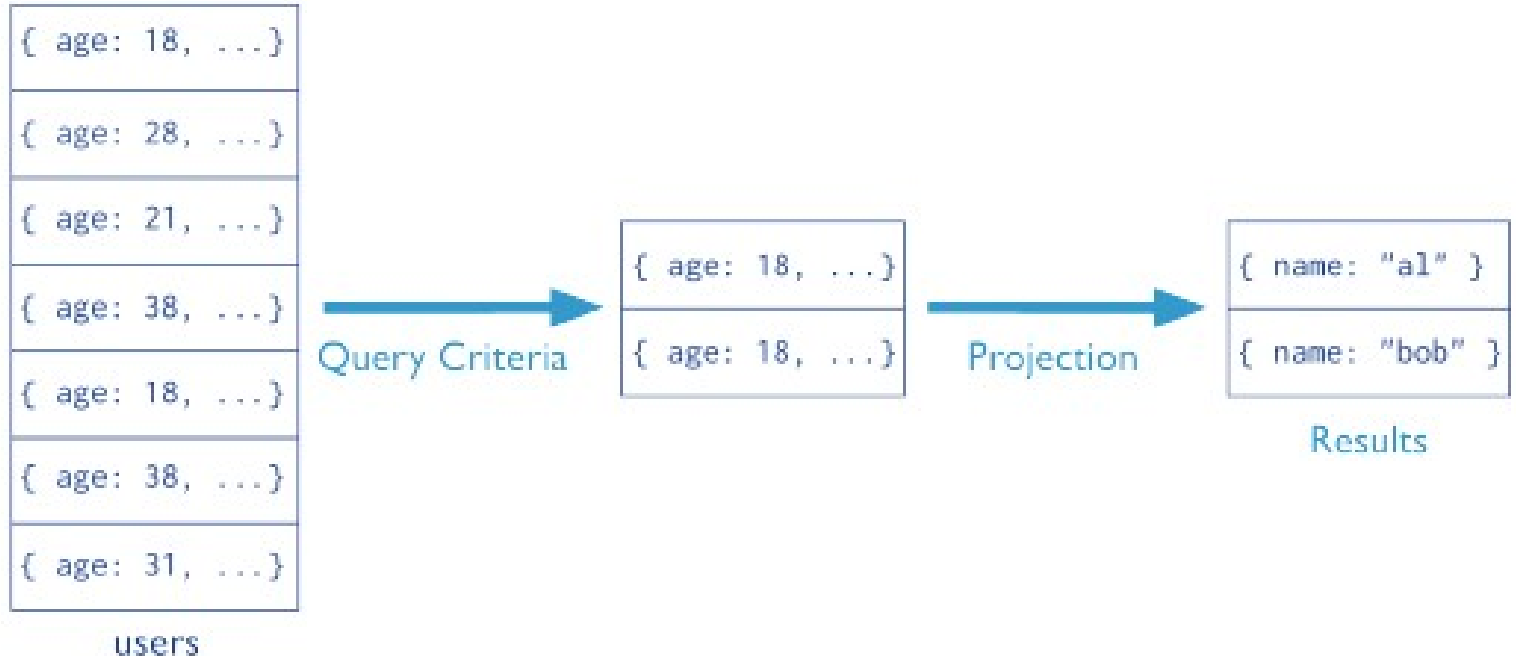 { age: 18, ...}
{ age: 28, ...}
{ age: 21, ...}
{ age: 38, ...}
{ age: 18, ...}
{ age: 38, ...}
{ age: 31, ...}
users
Query Criteria
{ age: 18, ...}
{ age: 18, ...}
Projection
{ name: "al" }
{ name: "bob" }
Results